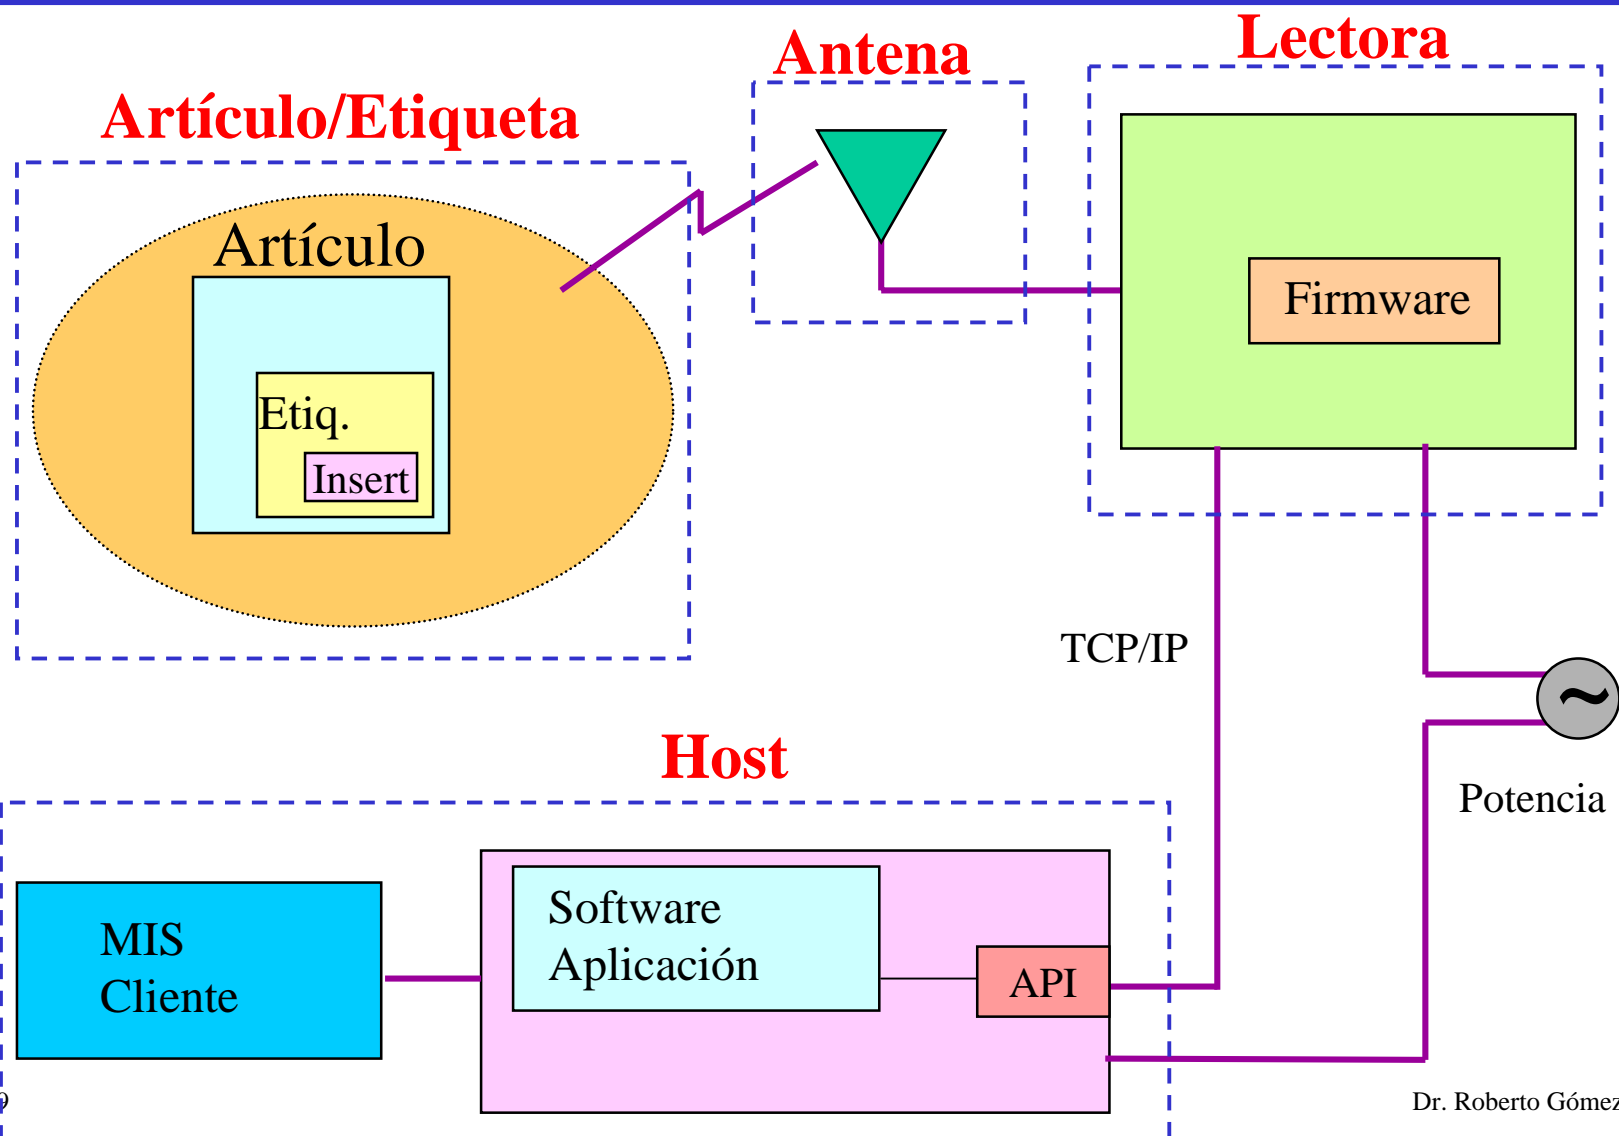 Lectora
Antena
Artículo/Etiqueta
Artículo
Firmware
Etiq.
Insert
TCP/IP
~
Host
Potencia
Software
Aplicación
MIS
Cliente
API
9
Dr. Roberto Gómez